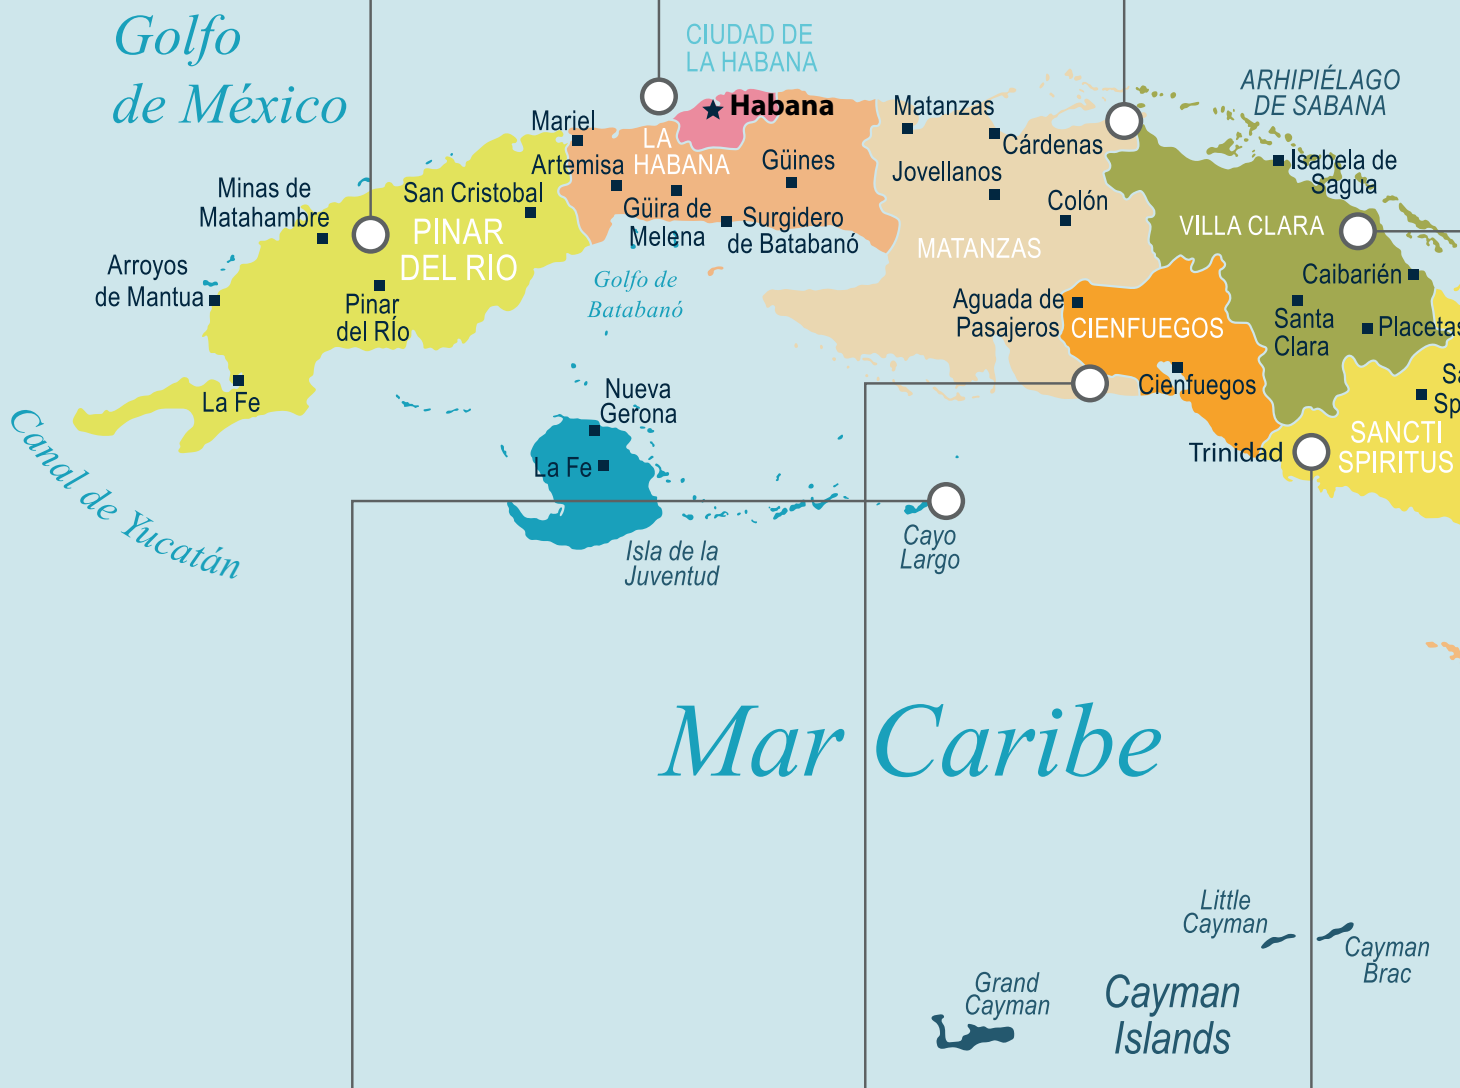 Golfo
de México
CIUDAD DE
LA HABANA
Habana
ARHIPIÉLAGO
DE SABANA
Mariel
LA
HABANA
Artemisa
Güines
Matanzas
Cárdenas
Jovellanos
Colón
Isabela de
Sagua
Minas de
Matahambre
San Cristobal
PINAR
DEL RÍO
Güira de
Melena
Surgidero
de Batabanó
MATANZAS
VILLA CLARA
Arroyos
de Mantua
Pinar
del RÍo
Golfo de
Batabanó
Aguada de
Pasajeros
CIENFUEGOS
Caibarién
Santa
Clara
Placetas
La Fe
Nueva
Gerona
Cienfuegos
Sa
Sp
Canal de Yucatán
La Fe
Trinidad
SANCTI
SPIRITUS
Isla de la
Juventud
Cayo
Largo
Mar Caribe
Little
Cayman
Cayman
Brac
Grand
Cayman
Cayman
Islands